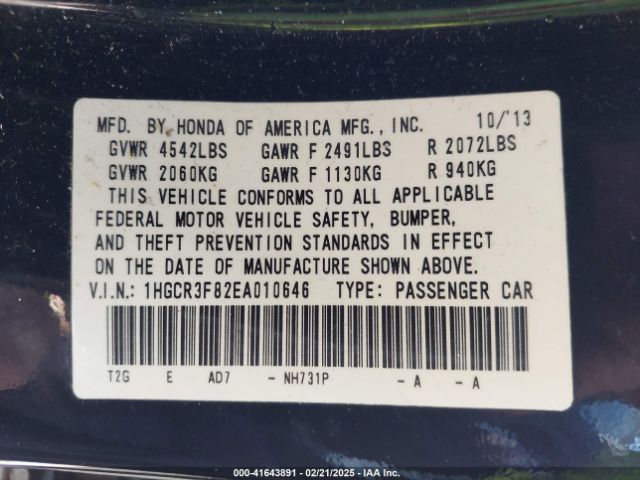 MFD. BY HONDA OF AMERICA MFG., INC. 10/'13
GVWR 4542LBS GAWR F 2491LBS R 2072LBS
GVWR 2060KG GAWR F 1130KG R 940KG
THIS VEHICLE CONFORMS TO ALL APPLICABLE
FEDERAL MOTOR VEHICLE SAFETY, BUMPER,
AND THEFT PREVENTION STANDARDS IN EFFECT
ON THE DATE OF MANUFACTURE SHOWN ABOVE.
V.I.N.: 1HGCR3F82EA010646 TYPE: PASSENGER CAR
T2G E AD7 - NH731P - A - A
000-41643891 - 02/21/2025 - IAA Inc.